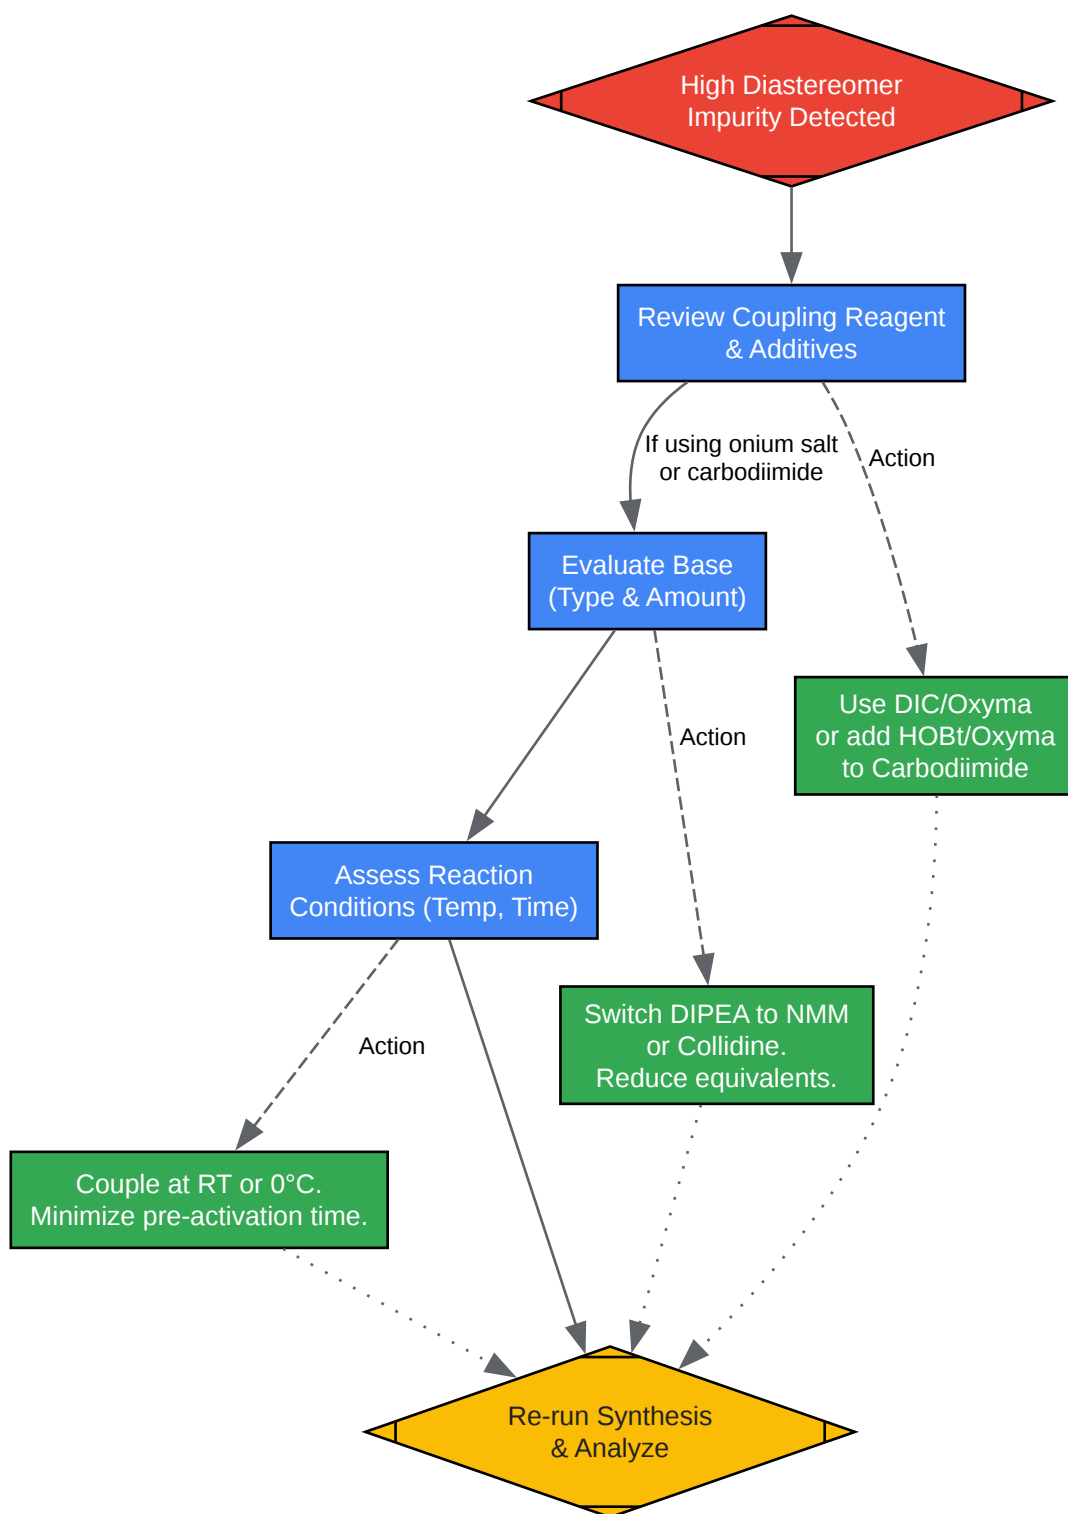 High Diastereomer
Impurity Detected
Review Coupling Reagent
& Additives
If using onium salt
or carbodiimide
Action
Evaluate Base
(Type & Amount)
Use DIC/Oxyma
or add HOBt/Oxyma
to Carbodiimide
Action
Assess Reaction
Conditions (Temp, Time)
Switch DIPEA to NMM
or Collidine.
Reduce equivalents.
Action
Couple at RT or 0°C.
Minimize pre-activation time.
Re-run Synthesis
& Analyze